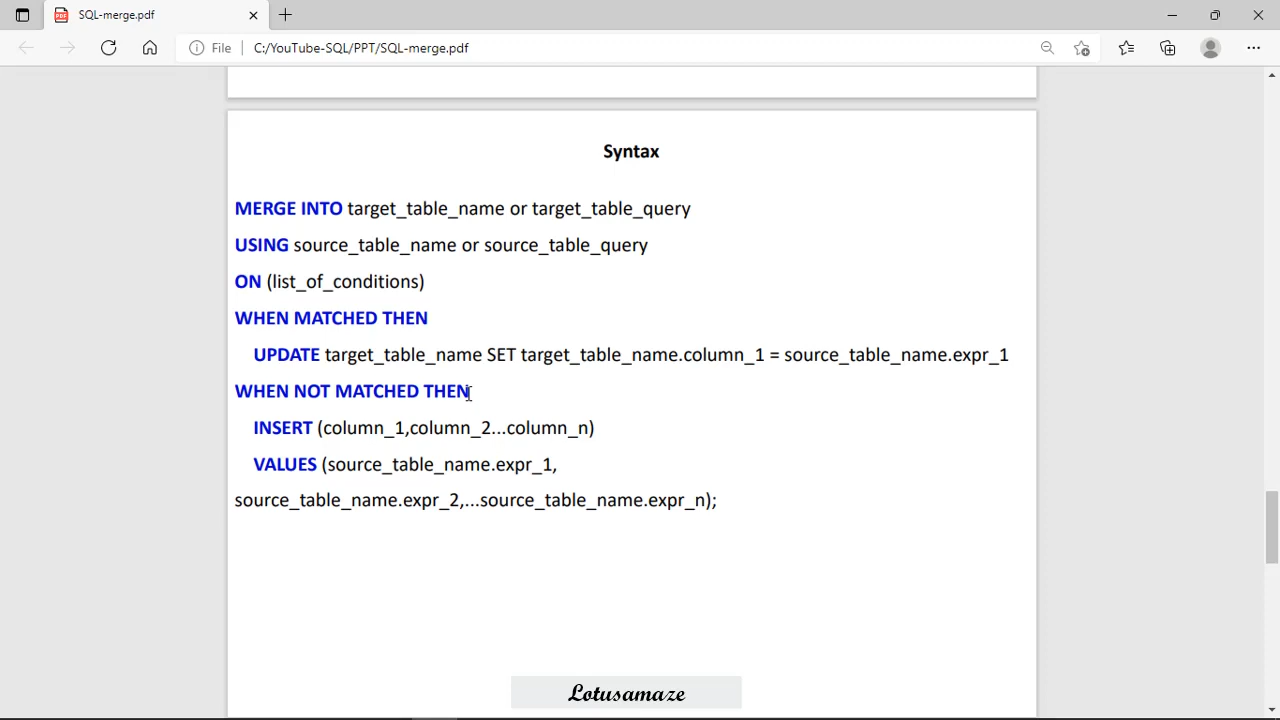 SQL-merge.pdf
File
C:/YouTube-SQL/PPT/SQL-merge.pdf
Syntax
MERGE INTO target_table_name or target_table_query
USING source_table_name or source_table_query
ON (list_of_conditions)
WHEN MATCHED THEN
UPDATE target_table_name SET target_table_name.column_1 = source_table_name.expr_1
WHEN NOT MATCHED THEN
INSERT (column_1,column_2...column_n)
VALUES (source_table_name.expr_1,
source_table_name.expr_2,...source_table_name.expr_n);
Lotusamaze